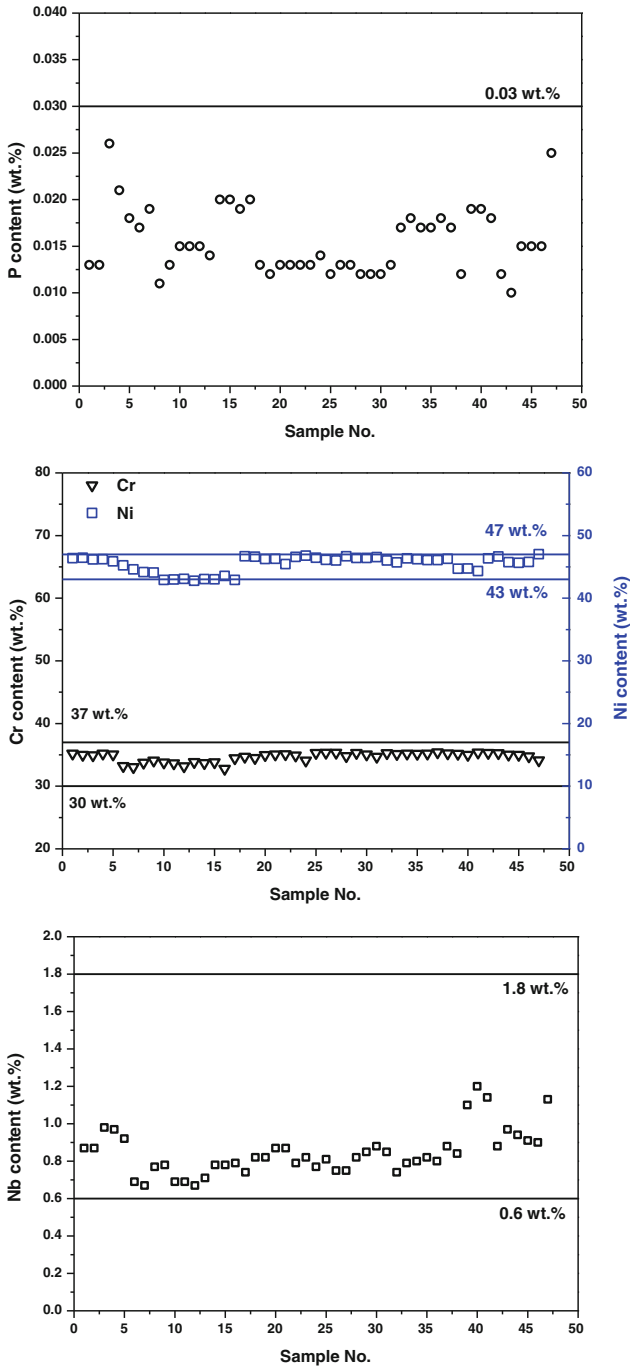 0.040
0.035
0.030
0.025
0.020
0.015
0.010
0.005
0.000
P content (wt.%)
0.03 wt.%
0 5 10 15 20 25 30 35 40 45 50
Sample No.
80
70
60
50
40
30
20
Cr content (wt.%)
Cr
Ni
47 wt.%
43 wt.%
37 wt.%
30 wt.%
60
50
40
30
20
10
0
Ni content (wt.%)
0 5 10 15 20 25 30 35 40 45 50
Sample No.
2.0
1.8
1.6
1.4
1.2
1.0
0.8
0.6
0.4
0.2
0.0
Nb content (wt.%)
1.8 wt.%
0.6 wt.%
0 5 10 15 20 25 30 35 40 45 50
Sample No.